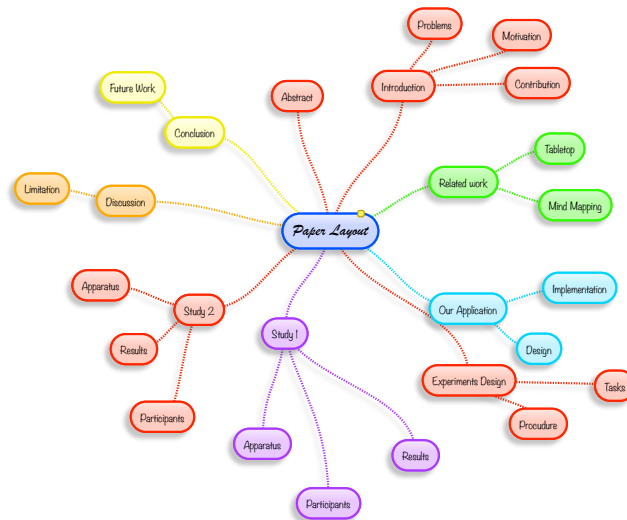 Problems
Motivation
Introduction
Contribution
Future Work
Abstract
Conclusion
Tabletop
Related work
Limitation
Discussion
Mind Mapping
Paper Layout
Apparatus
Implementation
Study 2
Our Application
Study 1
Results
Design
Experiments Design
Tasks
Participants
Procudure
Apparatus
Results
Participants